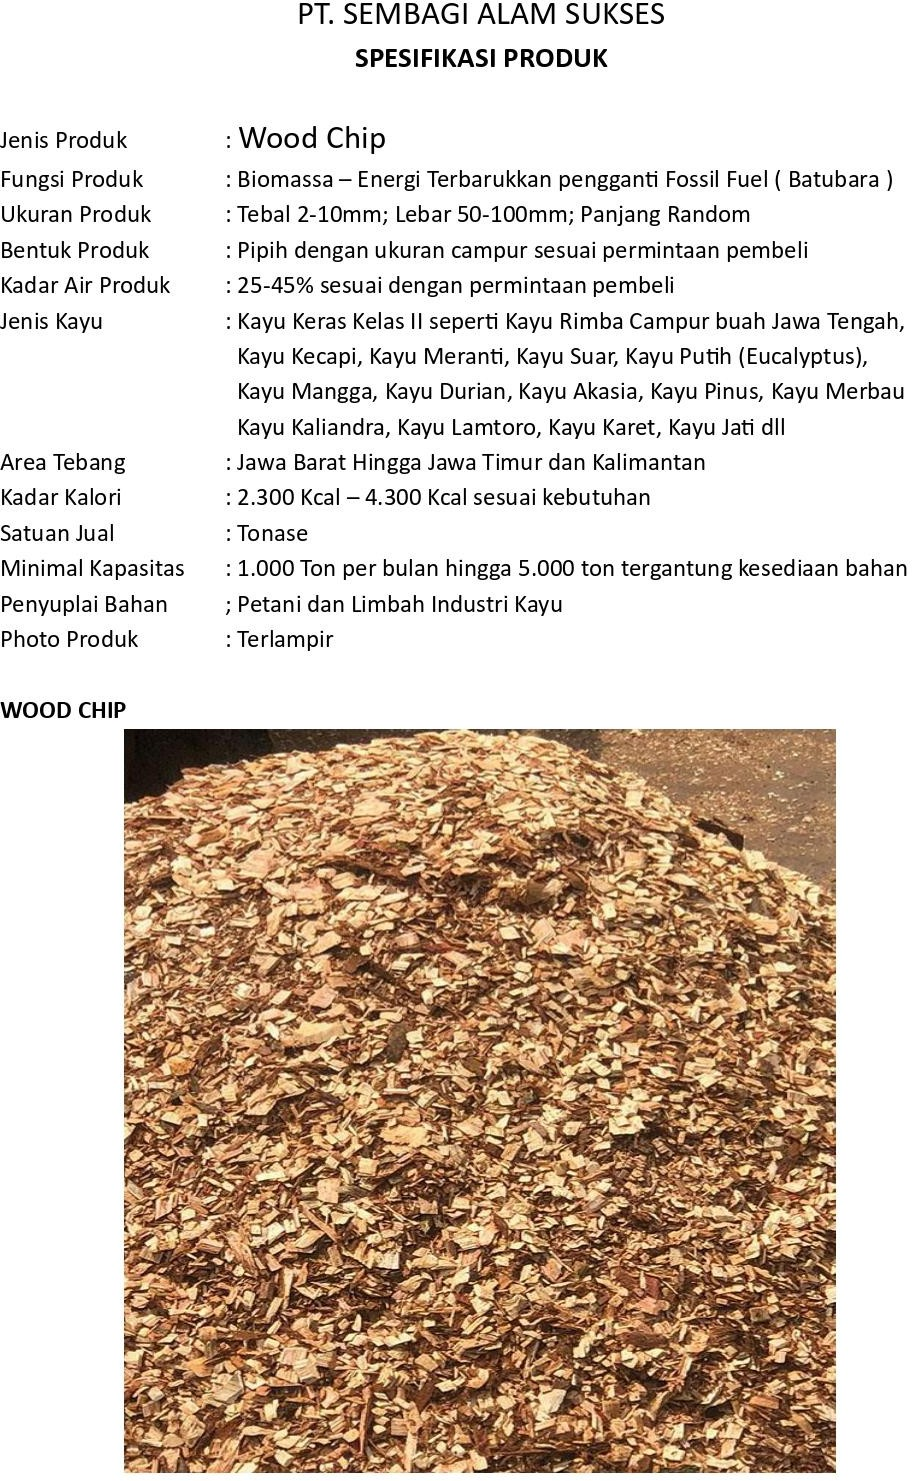 PT. SEMBAGI ALAM SUKSES
SPESIFIKASI PRODUK
Jenis Produk : Wood Chip
Fungsi Produk : Biomassa – Energi Terbarukkan pengganti Fossil Fuel ( Batubara )
Ukuran Produk : Tebal 2-10mm; Lebar 50-100mm; Panjang Random
Bentuk Produk : Pipih dengan ukuran campur sesuai permintaan pembeli
Kadar Air Produk : 25-45% sesuai dengan permintaan pembeli
Jenis Kayu : Kayu Keras Kelas II seperti Kayu Rimba Campur buah Jawa Tengah,
Kayu Kecapi, Kayu Meranti, Kayu Suar, Kayu Putih (Eucalyptus),
Kayu Mangga, Kayu Durian, Kayu Akasia, Kayu Pinus, Kayu Merbau
Kayu Kaliandra, Kayu Lamtoro, Kayu Karet, Kayu Jati dll
Area Tebang : Jawa Barat Hingga Jawa Timur dan Kalimantan
Kadar Kalori : 2.300 Kcal – 4.300 Kcal sesuai kebutuhan
Satuan Jual : Tonase
Minimal Kapasitas : 1.000 Ton per bulan hingga 5.000 ton tergantung kesediaan bahan
Penyuplai Bahan ; Petani dan Limbah Industri Kayu
Photo Produk : Terlampir
WOOD CHIP